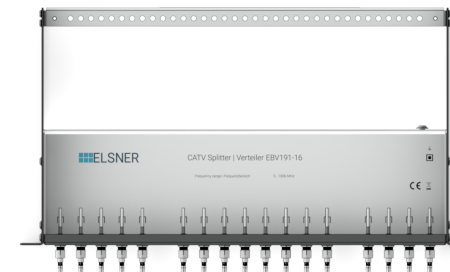 ELSNER
CATV Splitter | Verteiler EBV191-16
Frequency range | Frequenzbereich
CE